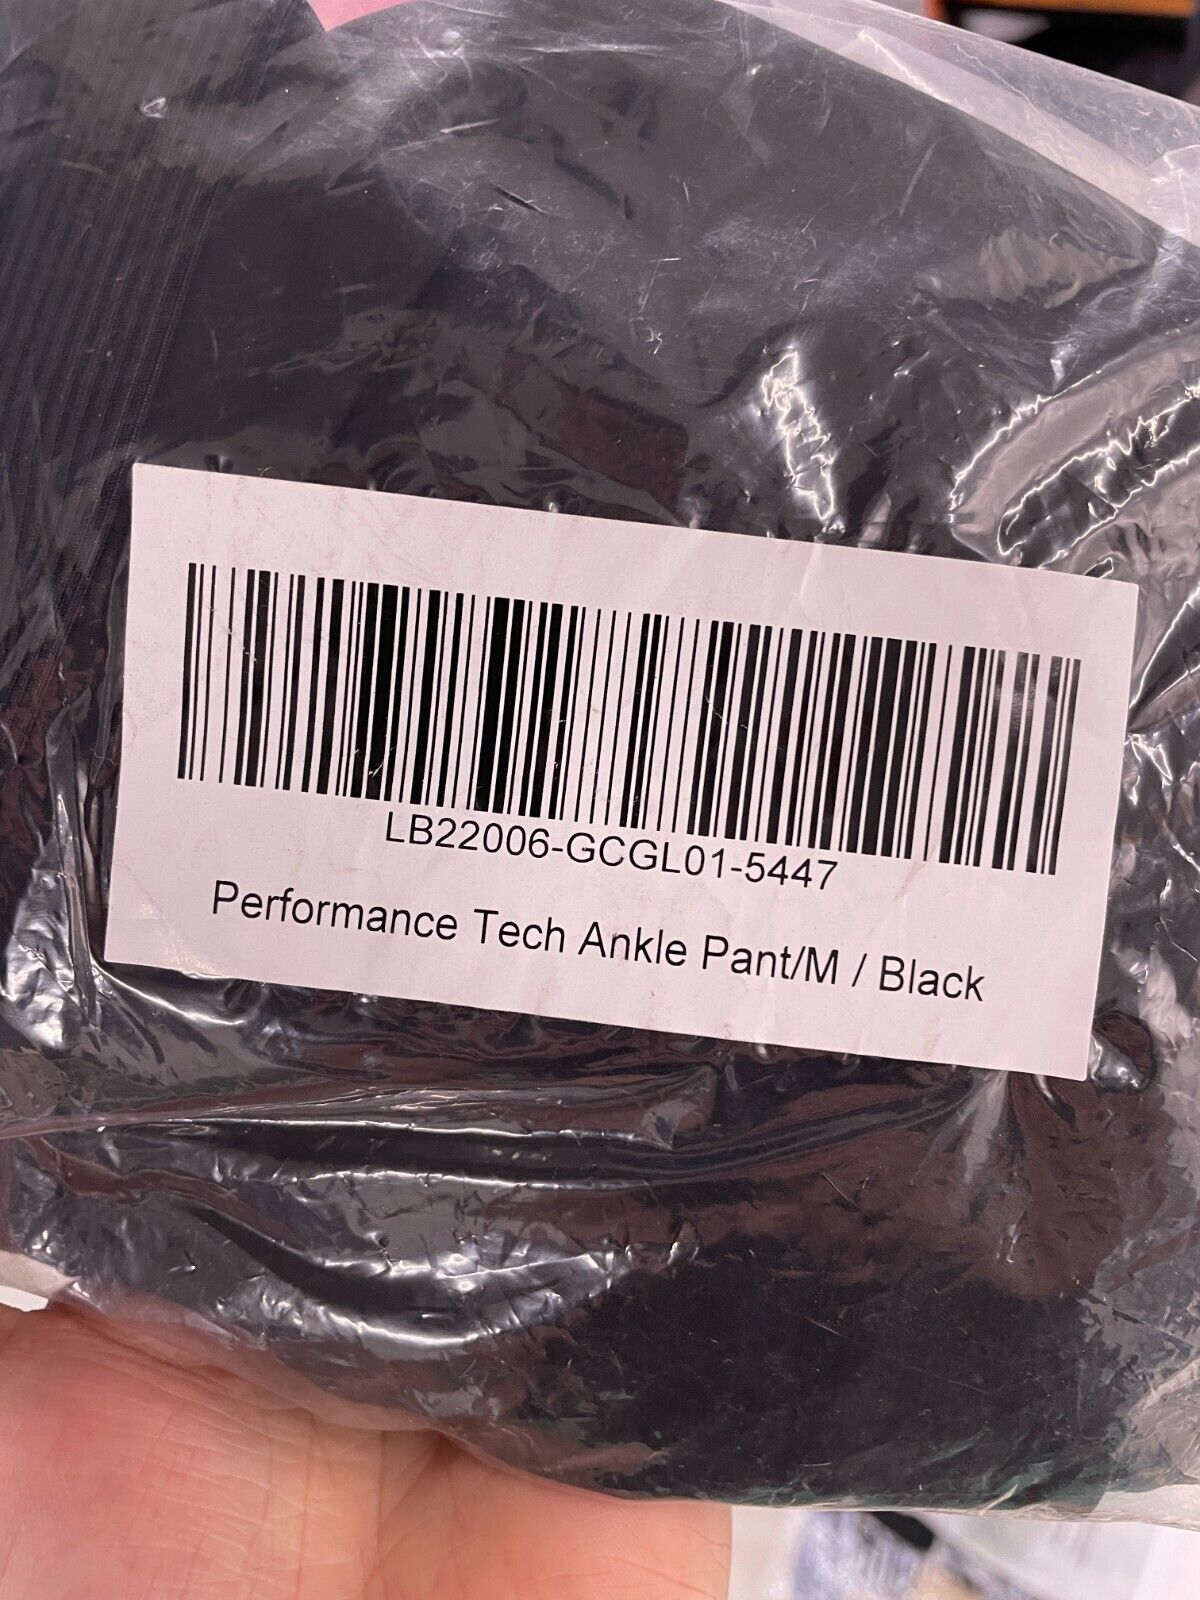 LB22006-GCGL01-5447
Performance Tech Ankle Pant/M / Black